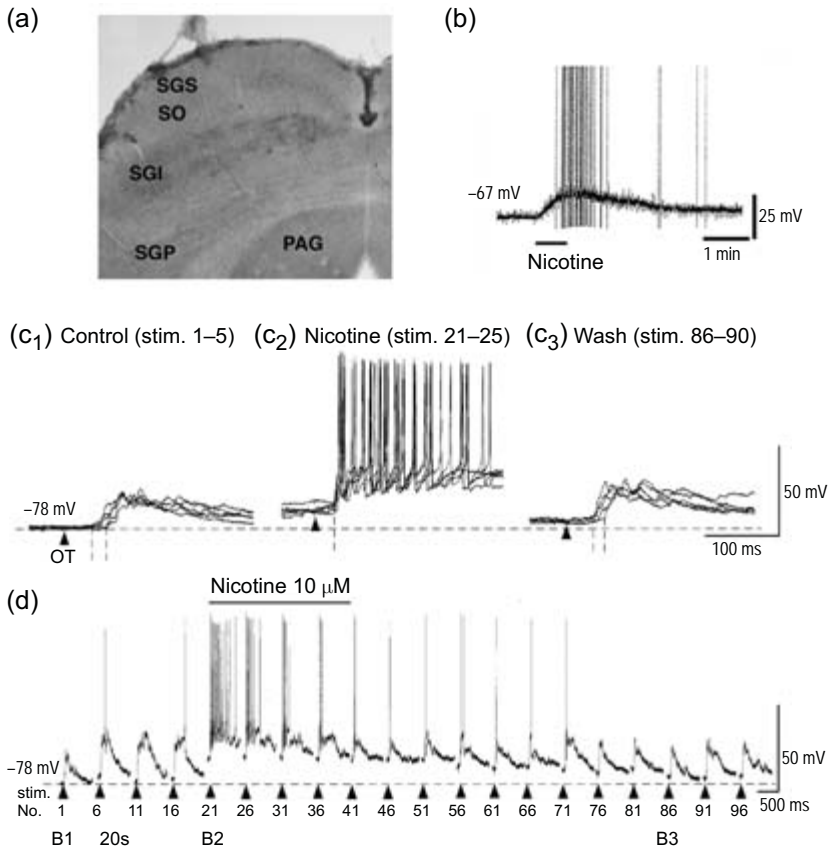 (a)
SGS
SO
SGI
SGP
PAG
(b)
–67 mV
25 mV
1 min
Nicotine
(c1) Control (stim. 1–5)
(c2) Nicotine (stim. 21–25)
(c3) Wash (stim. 86–90)
–78 mV
OT
50 mV
100 ms
(d)
Nicotine 10 μM
–78 mV
50 mV
500 ms
stim.
No. 1 6 11 16 21 26 31 36 41 46 51 56 61 66 71 76 81 86 91 96
B1 20s B2 B3